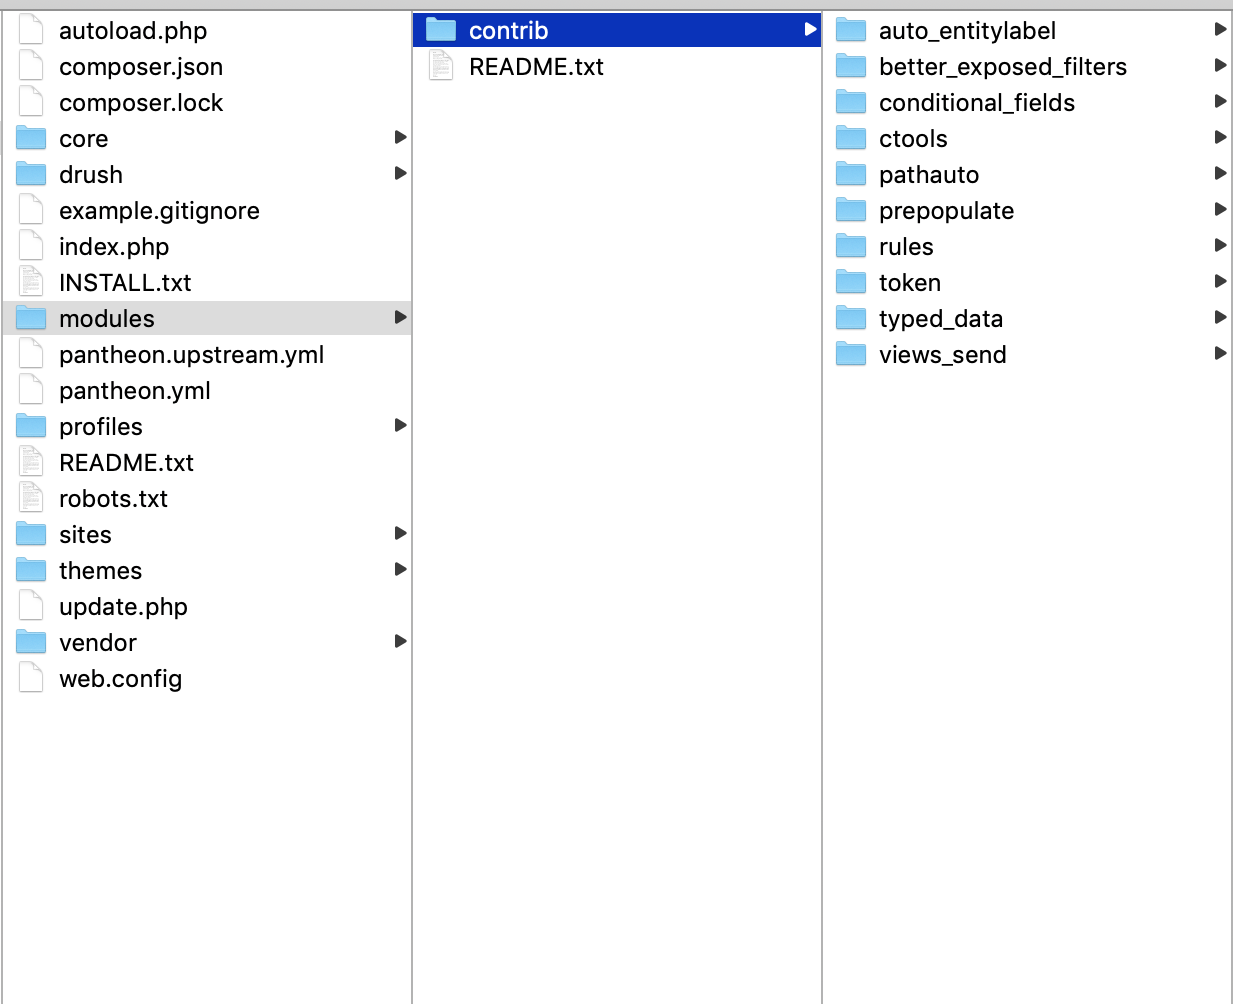 autoload.php
composer.json
composer.lock
core
drush
example.gitignore
index.php
INSTALL.txt
modules
pantheon.upstream.yml
pantheon.yml
profiles
README.txt
robots.txt
sites
themes
update.php
vendor
web.config
contrib
README.txt
auto_entitylabel
better_exposed_filters
conditional_fields
ctools
pathauto
prepopulate
rules
token
typed_data
views_send